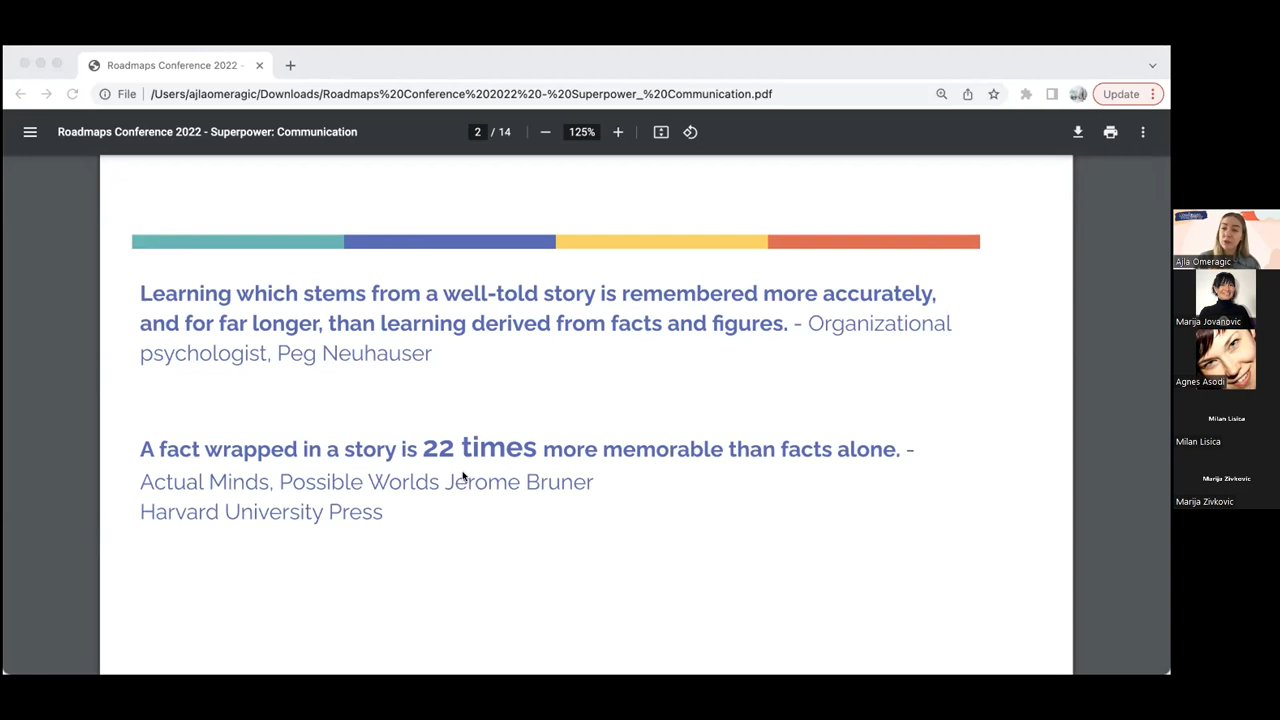 Roadmaps Conference 2022 -
File
/Users/ajlaomeragic/Downloads/Roadmaps%20Conference%202022%20-%20Superpower_%20Communication.pdf
Update
Roadmaps Conference 2022 - Superpower: Communication
2 / 14
125%
Learning which stems from a well-told story is remembered more accurately,
and for far longer, than learning derived from facts and figures. - Organizational
psychologist, Peg Neuhauser
A fact wrapped in a story is 22 times more memorable than facts alone. -
Actual Minds, Possible Worlds Jerome Bruner
Harvard University Press
Ajla Omeragic
Marija Jovanovic
Agnes Asodi
Milan Lisica
Milan Lisica
Marija Zivkovic
Marija Zivkovic